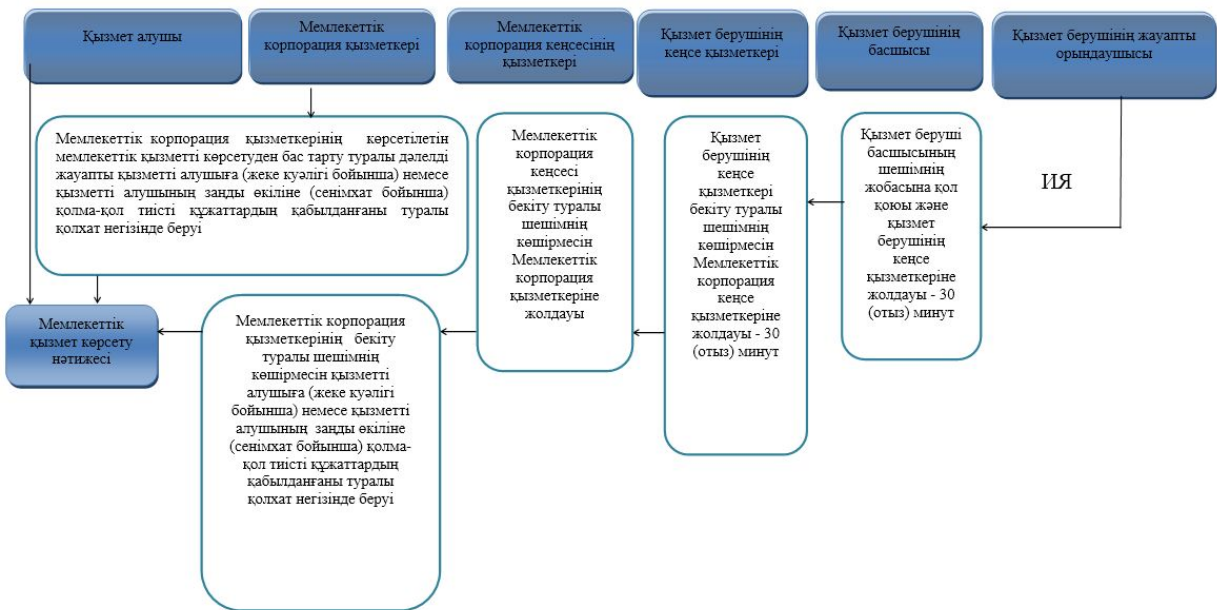 Қызмет алушы
Мемлекеттік
корпорация қызметкері
Мемлекеттік
корпорация кеңсесінің
қызметкері
Қызмет берушінің
кеңсе қызметкері
Қызмет берушінің
басшысы
Қызмет берушінің жауапты
орындаушысы
Мемлекеттік корпорация қызметкерінің көрсетілетін
мемлекеттік қызметті көрсетуден бас тарту туралы дәлелді
жауапты қызметті алушыға (жеке куәлігі бойынша) немесе
қызметті алушының заңды өкіліне (сенімхат бойынша)
қолма-қол тиісті құжаттардың қабылданғаны туралы
қолхат негізінде беруі
Мемлекеттік
корпорация
кеңсесі
қызметкерінің
бекіту туралы
шешімнің
көшірмесін
Мемлекеттік
корпорация
қызметкеріне
жолдауы
Қызмет
берушінің
кеңсе
қызметкері
бекіту туралы
шешімнің
көшірмесін
Мемлекеттік
корпорация
кеңсе
қызметкеріне
жолдауы - 30
(отыз) минут
Қызмет беруші
басшысының
шешімнің
жобасына қол
қоюы және
қызмет
берушінің
кеңсе
қызметкеріне
жолдауы - 30
(отыз) минут
ИЯ
Мемлекеттік
қызмет көрсету
нәтижесі
Мемлекеттік корпорация
қызметкерінің бекіту
туралы шешімнің
көшірмесін қызметті
алушыға (жеке куәлігі
бойынша) немесе қызметті
алушының заңды өкіліне
(сенімхат бойынша) қолма-
қол тиісті құжаттардың
қабылданғаны туралы
қолхат негізінде беруі